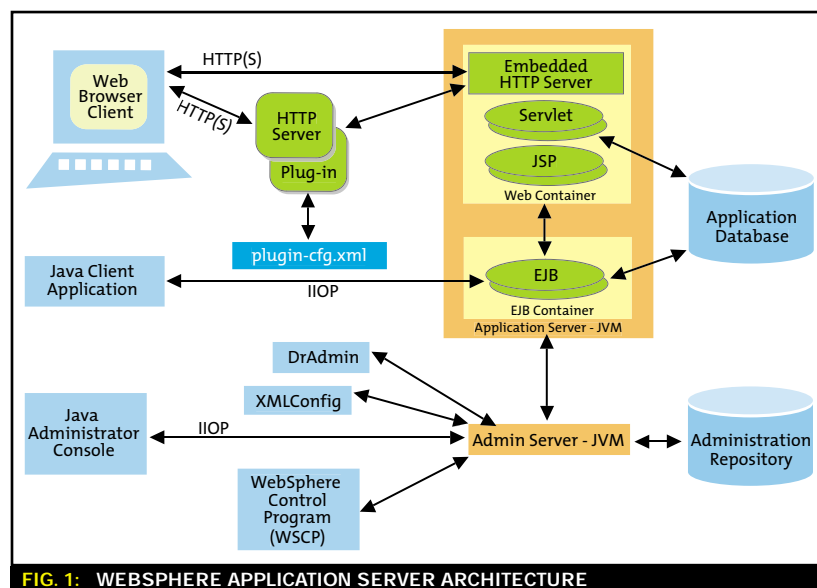 HTTP(S)
Web
Browser
Client
HTTP(S)
HTTP
Server
Plug-in
plugin-cfg.xml
Embedded
HTTP Server
Servlet
JSP
Web Container
EJB
EJB Container
Application Server - JVM
Application
Database
Java Client
Application
IIOP
DrAdmin
XMLConfig
Java
Administrator
Console
IIOP
Admin Server - JVM
Administration
Repository
WebSphere
Control
Program
(WSCP)
FIG. 1: WEBSPHERE APPLICATION SERVER ARCHITECTURE